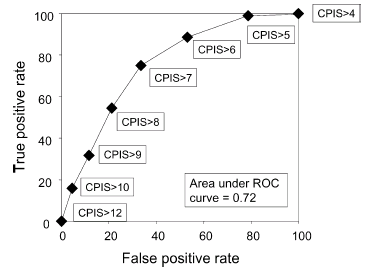 100
80
60
40
20
0
True positive rate
CPIS>4
CPIS>5
CPIS>6
CPIS>7
CPIS>8
CPIS>9
CPIS>10
CPIS>12
Area under ROC
curve = 0.72
0
20
40
60
80
100
False positive rate